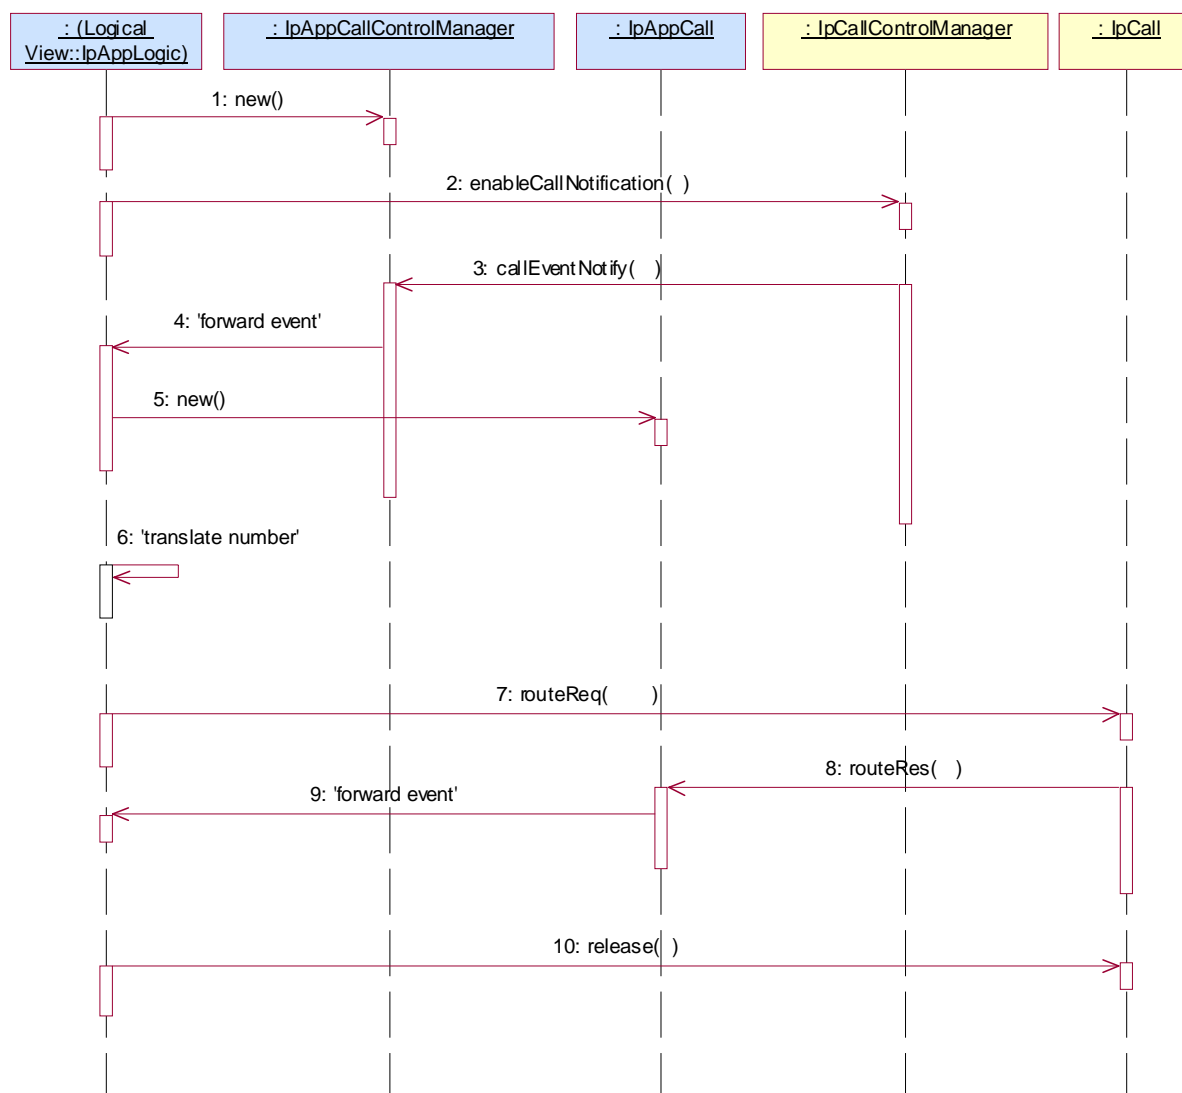 : (Logical
View::IpAppLogic)
: IpAppCallControlManager
: IpAppCall
: IpCallControlManager
: IpCall
1: new()
2: enableCallNotification(  )
3: callEventNotify(   )
4: 'forward event'
5: new()
6: 'translate number'
7: routeReq(        )
8: routeRes(   )
9: 'forward event'
10: release(  )